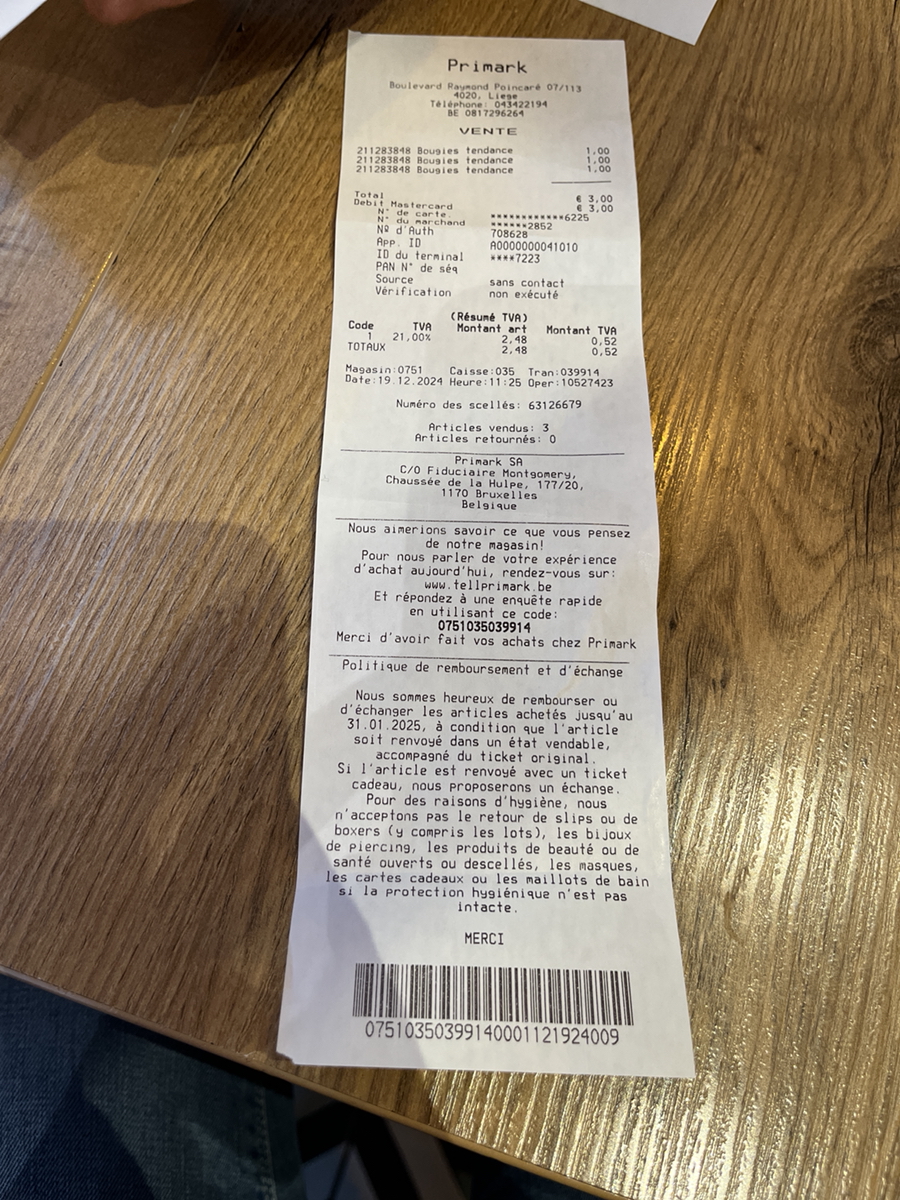 Primark
Boulevard Raymond Poincaré 07/113
4020, Liege
Téléphone: 043422194
BE 0817296264
VENTE
211283848 Bougies tendance 1,00
211283848 Bougies tendance 1,00
211283848 Bougies tendance 1,00
Total € 3,00
Debit Mastercard € 3,00
N° de carte. ************6225
N° du marchand ******2852
Nº d'Auth 708628
App. ID A0000000041010
ID du terminal ****7223
PAN N° de séq
Source sans contact
Vérification non exécuté
(Résumé TVA)
Code TVA Montant art Montant TVA
1 21,00% 2,48 0,52
TOTAUX 2,48 0,52
Magasin:0751 Caisse:035 Tran:039914
Date:19.12.2024 Heure:11:25 Oper:10527423
Numéro des scellés: 63126679
Articles vendus: 3
Articles retournés: 0
Primark SA
C/O Fiduciaire Montgomery,
Chaussée de la Hulpe, 177/20,
1170 Bruxelles
Belgique
Nous aimerions savoir ce que vous pensez
de notre magasin!
Pour nous parler de votre expérience
d'achat aujourd'hui, rendez-vous sur:
www.tellprimark.be
Et répondez à une enquête rapide
en utilisant ce code:
0751035039914
Merci d'avoir fait vos achats chez Primark
Politique de remboursement et d'échange
Nous sommes heureux de rembourser ou
d'échanger les articles achetés jusqu'au
31.01.2025, à condition que l'article
soit renvoyé dans un état vendable,
accompagné du ticket original.
Si l'article est renvoyé avec un ticket
cadeau, nous proposerons un échange.
Pour des raisons d'hygiène, nous
n'acceptons pas le retour de slips ou de
boxers (y compris les lots), les bijoux
de piercing, les produits de beauté ou de
santé ouverts ou descellés, les masques,
les cartes cadeaux ou les maillots de bain
si la protection hygiénique n'est pas
intacte.
MERCI
07510350399140001121924009